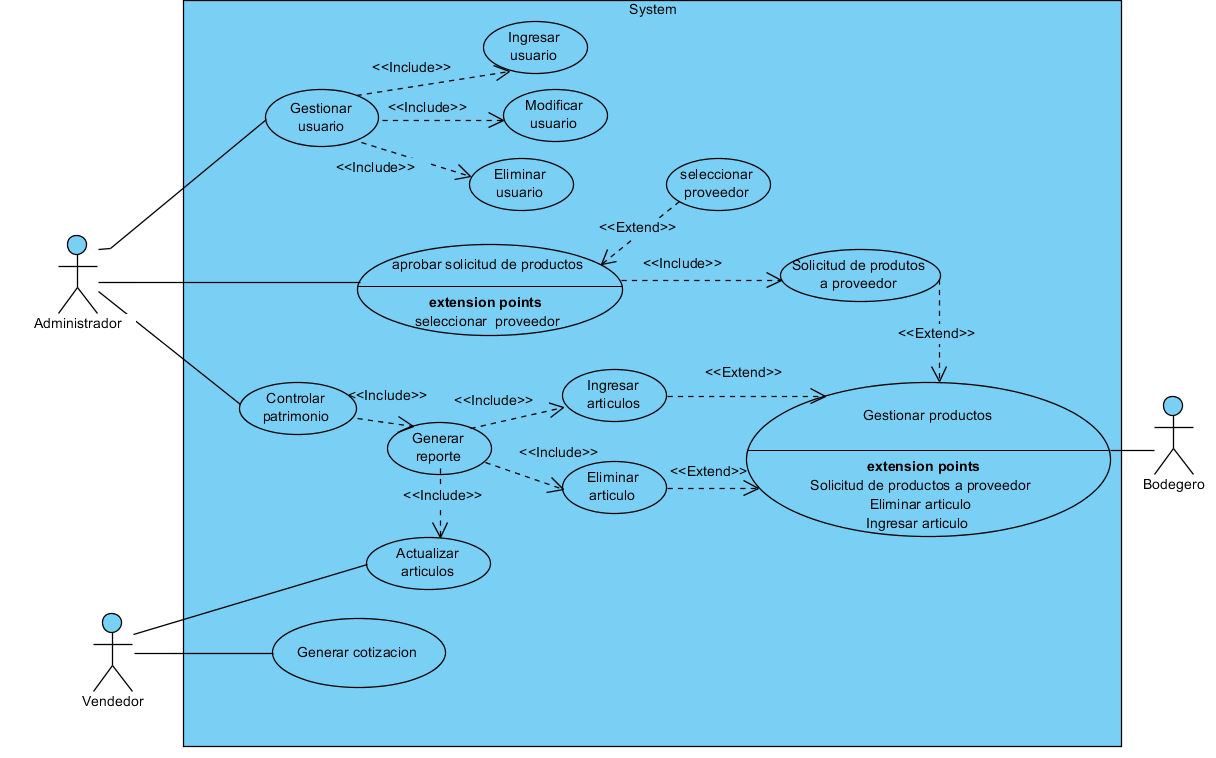 System
Ingresar
usuario
<<Include>>
Gestionar
usuario
<<Include>>
Modificar
usuario
<<Include>>
Eliminar
usuario
seleccionar
proveedor
<<Extend>>
aprobar solicitud de productos
extension points
seleccionar proveedor
<<Include>>
Solicitud de produtos
a proveedor
<<Extend>>
Administrador
Controlar
patrimonio
<<Include>>
Generar
reporte
<<Include>>
Ingresar
articulos
<<Extend>>
<<Include>>
Eliminar
articulo
<<Extend>>
Gestionar productos
extension points
Solicitud de productos a proveedor
Eliminar articulo
Ingresar articulo
Bodegero
<<Include>>
Actualizar
articulos
Generar cotizacion
Vendedor